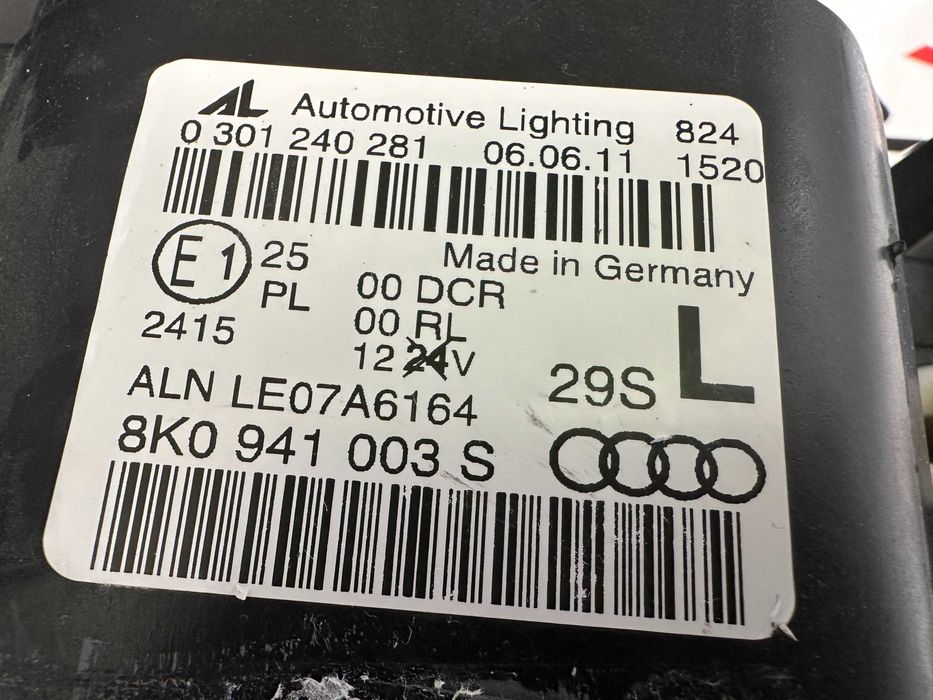 AL Automotive Lighting 824
0 301 240 281 06.06.11 1520
Made in Germany
E1 25 00 DCR
PL 00 RL
2415 12 24V
L
29S
ALN LE07A6164
8K0 941 003 S